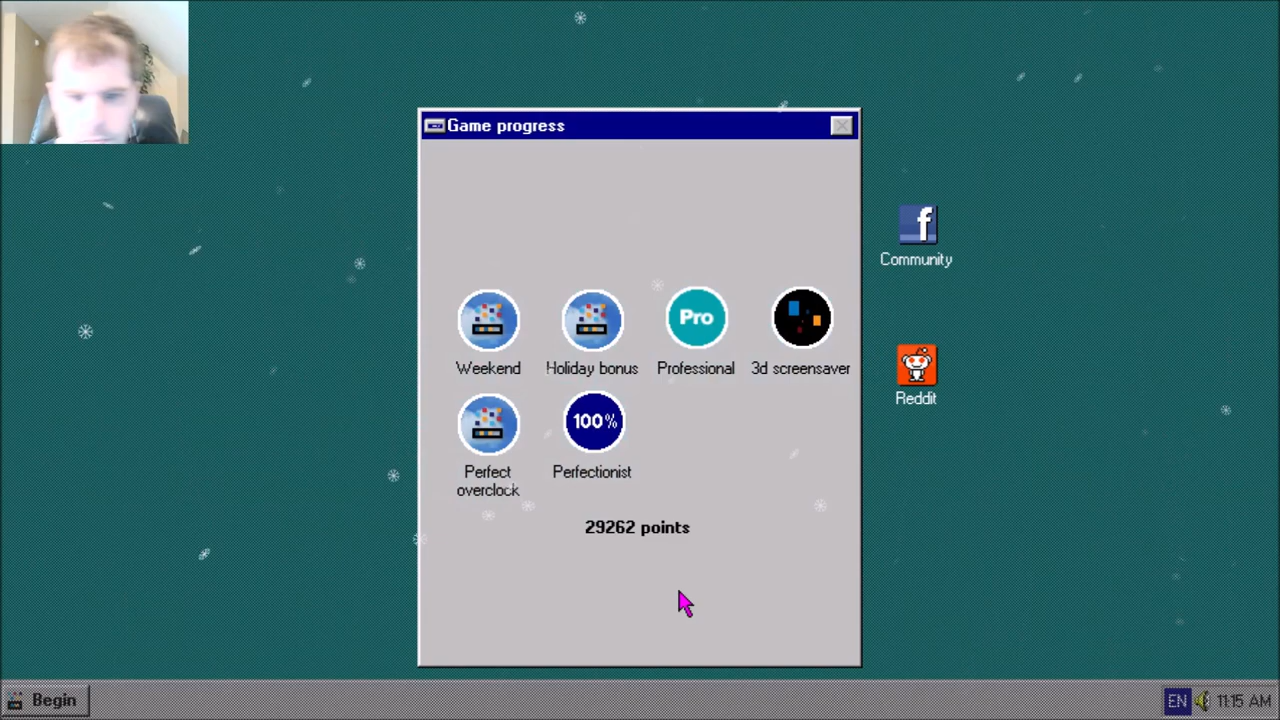 Game progress
Community
Reddit
Pro
Weekend
Holiday bonus
Professional
3d screensaver
100%
Perfect
overclock
Perfectionist
29262 points
Begin
EN
11:15 AM